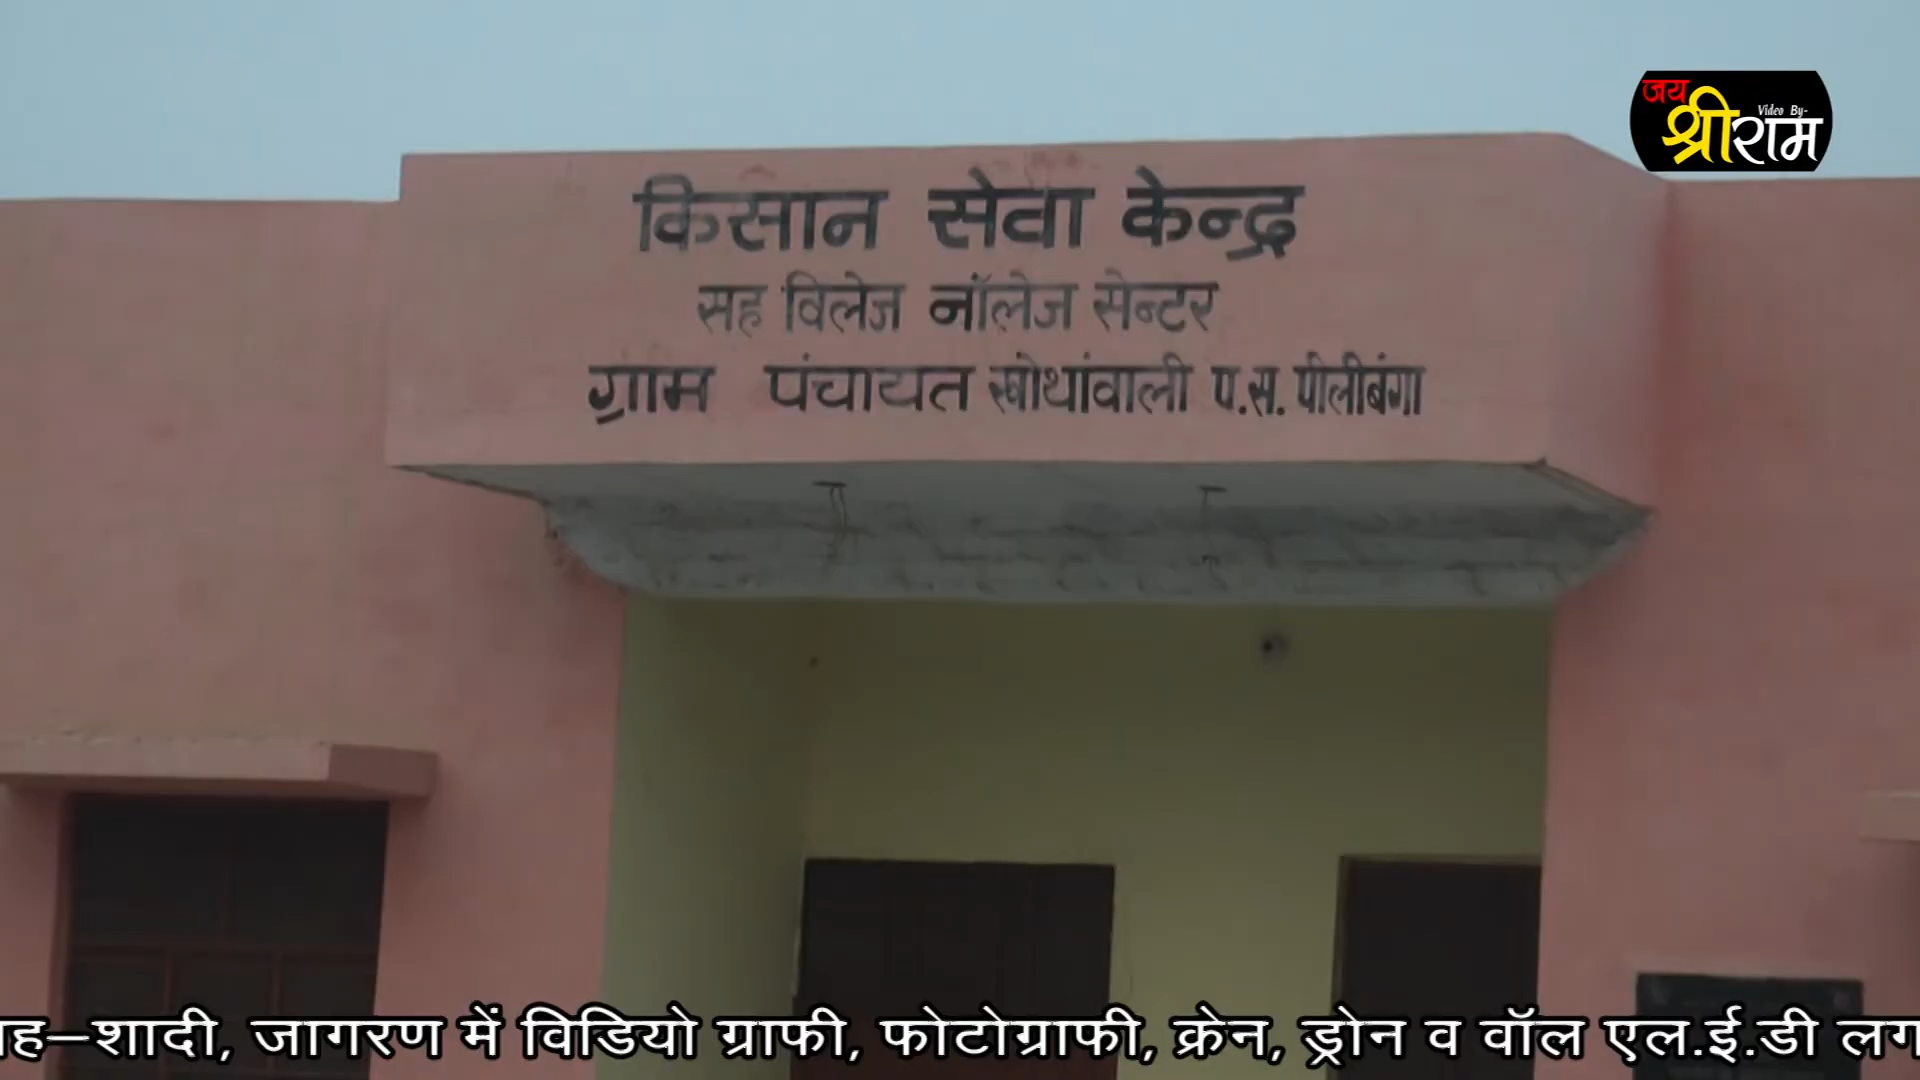 जय
Video By-
श्रीराम
किसान सेवा केन्द्र
सह विलेज नॉलेज सेन्टर
ग्राम पंचायत खोथांवाली प.स. पीलीबंगा
ह–शादी, जागरण में विडियो ग्राफी, फोटोग्राफी, क्रेन, ड्रोन व वॉल एल.ई.डी लग